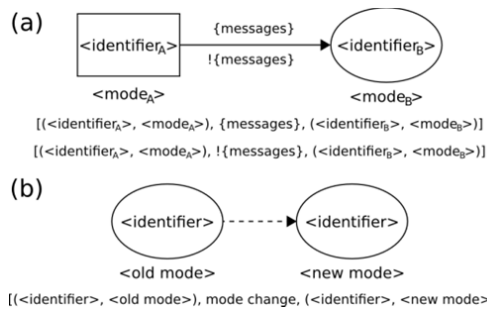 (a)
{messages}
<identifierA> <identifierB>
!{messages}
<modeA> <modeB>
[(<identifierA>, <modeA>), {messages}, (<identifierB>, <modeB>)]
[(<identifierA>, <modeA>), !{messages}, (<identifierB>, <modeB>)]
(b)
<identifier> <identifier>
<old mode> <new mode>
[(<identifier>, <old mode>), mode change, (<identifier>, <new mode